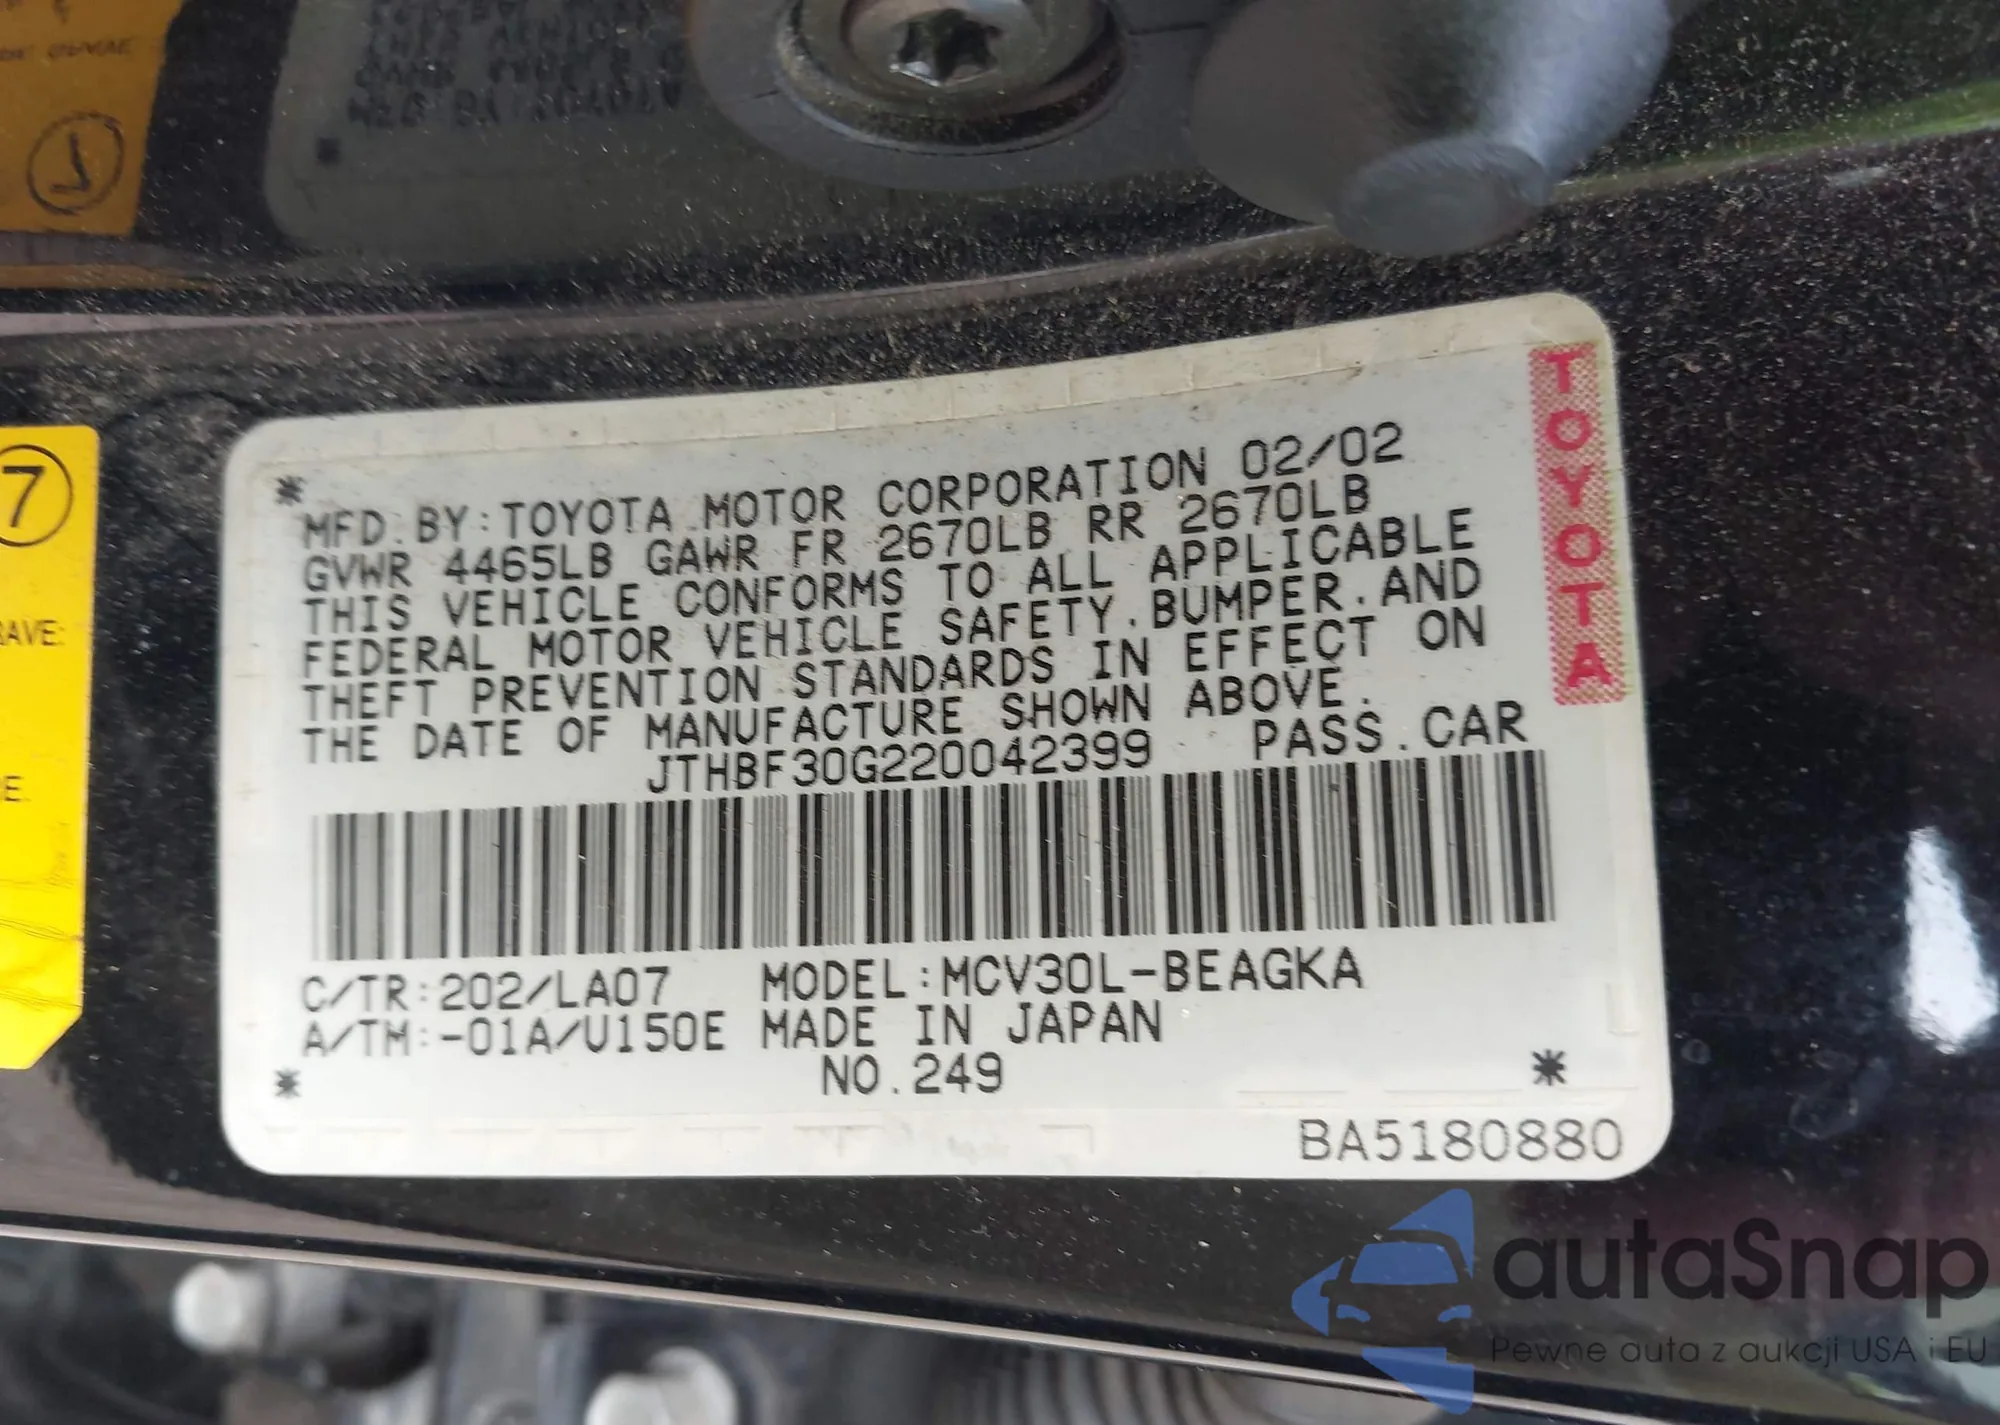 7
RAVE:
E.
MFD.BY:TOYOTA MOTOR CORPORATION 02/02
GVWR 4465LB GAWR FR 2670LB RR 2670LB
THIS VEHICLE CONFORMS TO ALL APPLICABLE
FEDERAL MOTOR VEHICLE SAFETY.BUMPER.AND
THEFT PREVENTION STANDARDS IN EFFECT ON
THE DATE OF MANUFACTURE SHOWN ABOVE.
JTHBF30G220042399 PASS.CAR
TOYOTA
C/TR:202/LA07 MODEL:MCV30L-BEAGKA
A/TM:-01A/U150E MADE IN JAPAN
NO.249
BA5180880
autaSnap
Pewne auta z aukcji USA i EU